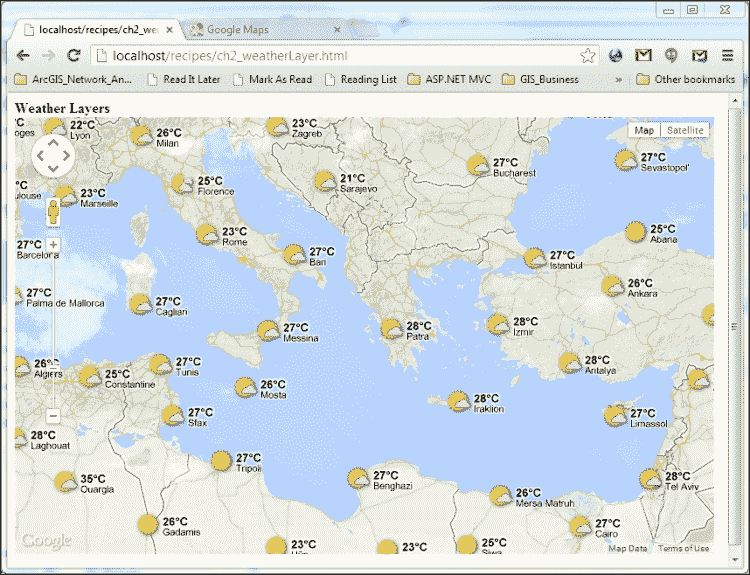 localhost/recipes/ch2_we
Google Maps
localhost/recipes/ch2_weatherLayer.html
ArcGIS_Network_An...
Read It Later
Mark As Read
Reading List
ASP.NET MVC
GIS_Business
»
Other bookmarks
Weather Layers
Map
Satellite
22°C
Lyon
26°C
Milan
23°C
Zagreb
27°C
Bucharest
27°C
Sevastopol'
23°C
Marseille
25°C
Florence
21°C
Sarajevo
27°C
Barcelona
23°C
Rome
27°C
Bari
27°C
Istanbul
25°C
Abana
26°C
Ankara
27°C
Palma de Mallorca
27°C
Cagliari
27°C
Messina
28°C
Patra
28°C
Izmir
26°
Algiers
25°C
Constantine
27°C
Tunis
26°C
Mosta
28°C
Antalya
28°C
Iraklion
27°C
Limassol
27°C
Sfax
28°C
Laghouat
27°C
Tripoli
35°C
Ouargla
27°C
Benghazi
26°C
Mersa Matruh
28°C
Tel Aviv
26°C
Gadamis
27°C
Cairo
23°C
23°C
25°C
Siwa
Google
Map Data
Terms of Use